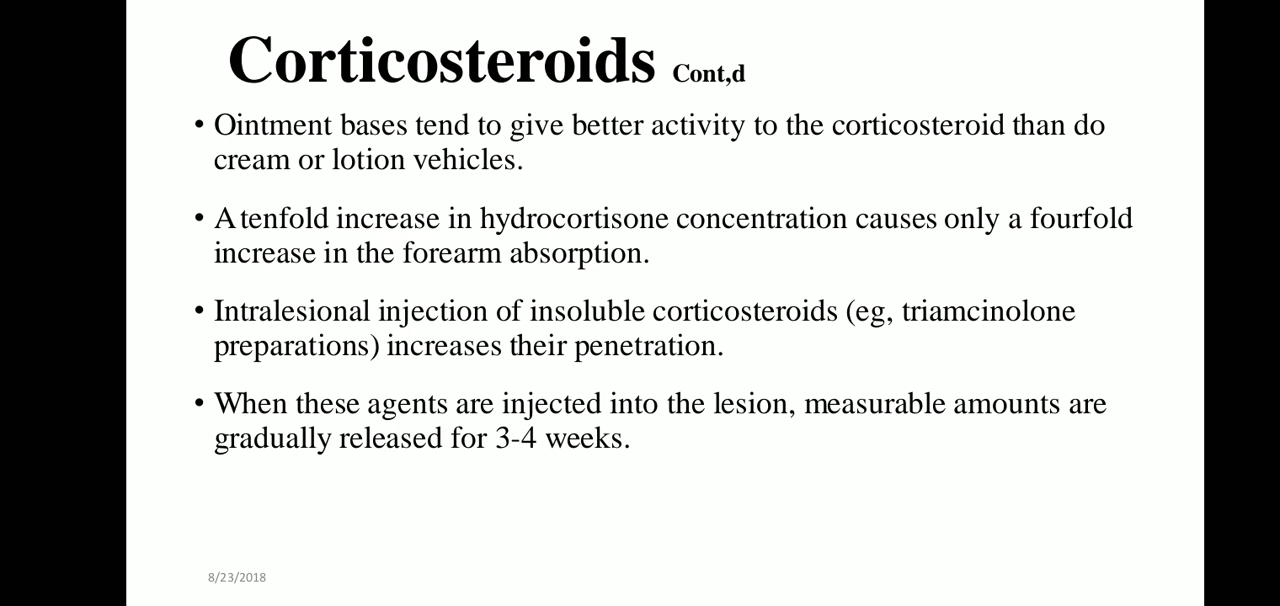 Corticosteroids Cont,d
• Ointment bases tend to give better activity to the corticosteroid than do
cream or lotion vehicles.
• A tenfold increase in hydrocortisone concentration causes only a fourfold
increase in the forearm absorption.
• Intralesional injection of insoluble corticosteroids (eg, triamcinolone
preparations) increases their penetration.
• When these agents are injected into the lesion, measurable amounts are
gradually released for 3-4 weeks.
8/23/2018